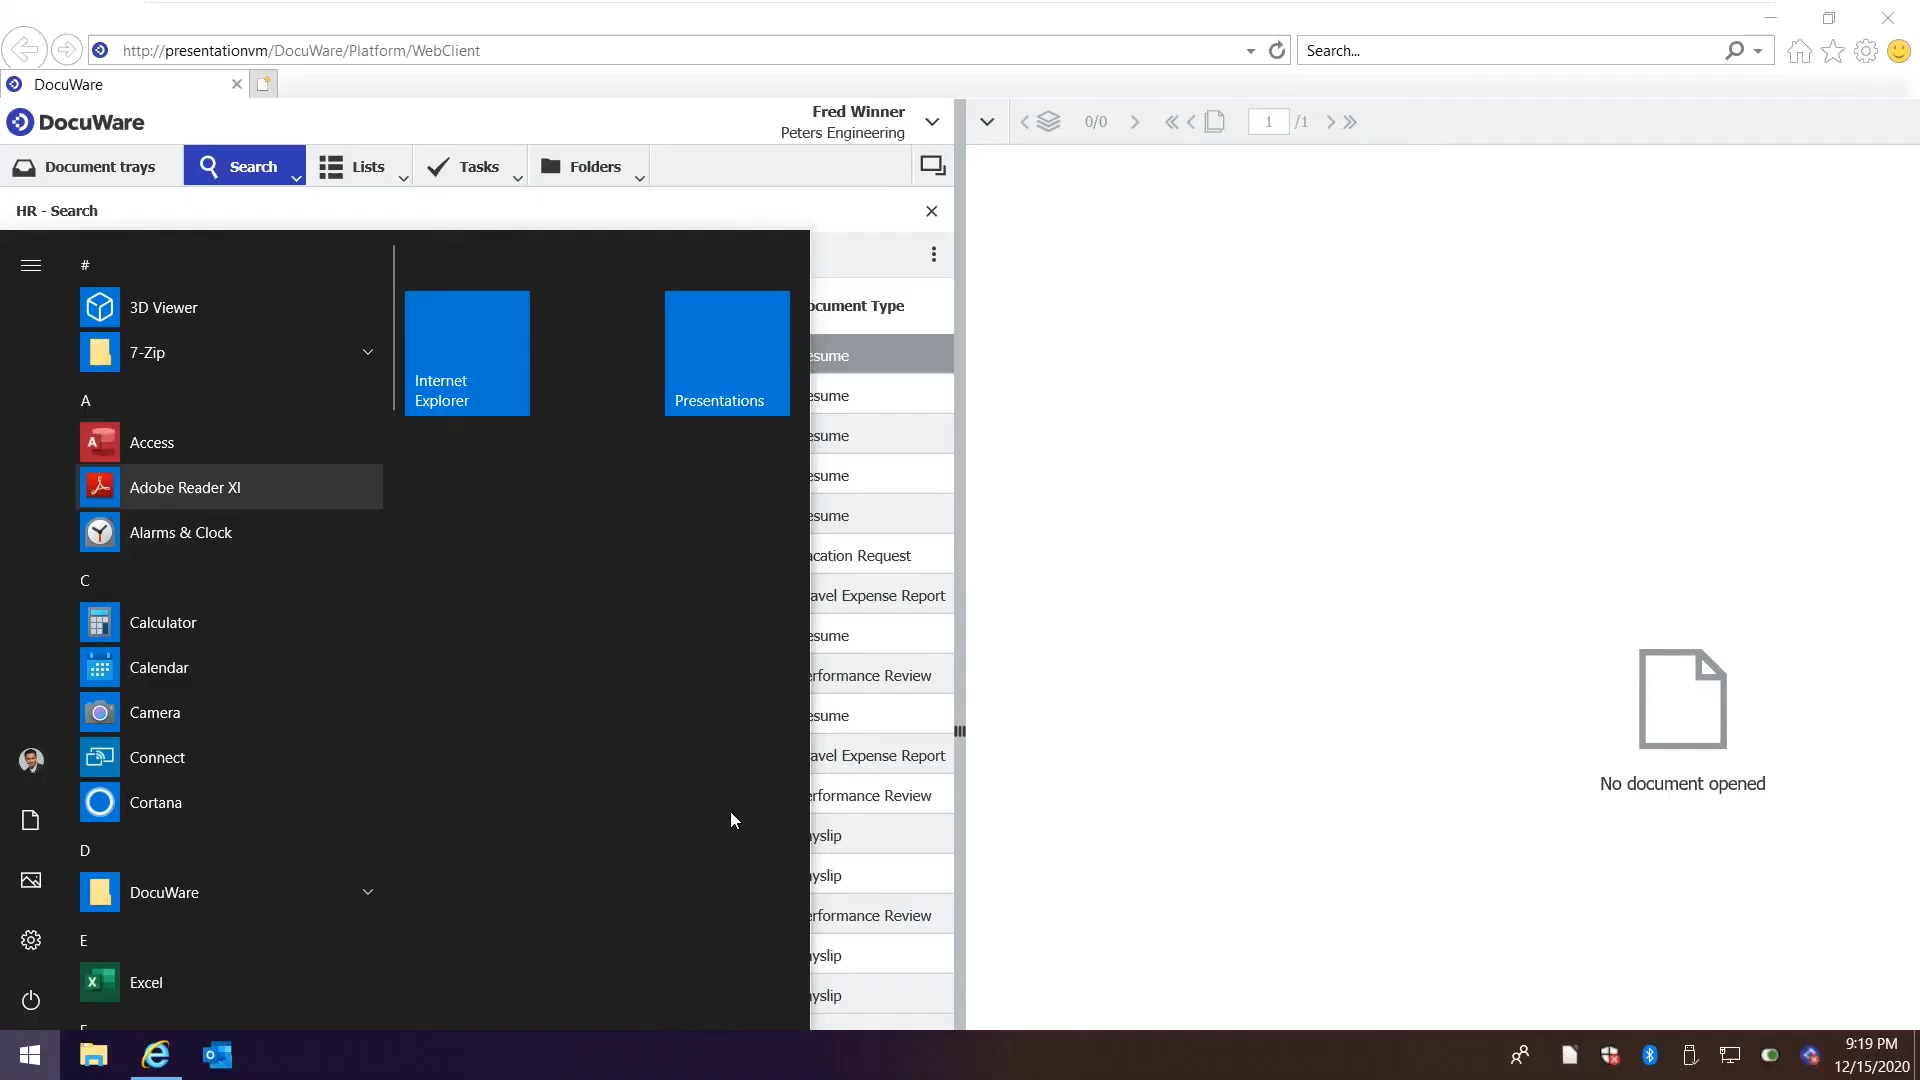 http://presentationvm/DocuWare/Platform/WebClient
Search...
DocuWare
DocuWare
Fred Winner
Peters Engineering
0/0
1
/1
Document trays
Search
Lists
Tasks
Folders
HR - Search
#
3D Viewer
7-Zip
A
Access
Adobe Reader XI
Alarms & Clock
C
Calculator
Calendar
Camera
Connect
Cortana
D
DocuWare
E
Excel
Internet
Explorer
Presentations
ocument Type
esume
esume
esume
esume
esume
acation Request
avel Expense Report
esume
erformance Review
esume
avel Expense Report
erformance Review
yslip
yslip
erformance Review
yslip
yslip
No document opened
9:19 PM
12/15/2020